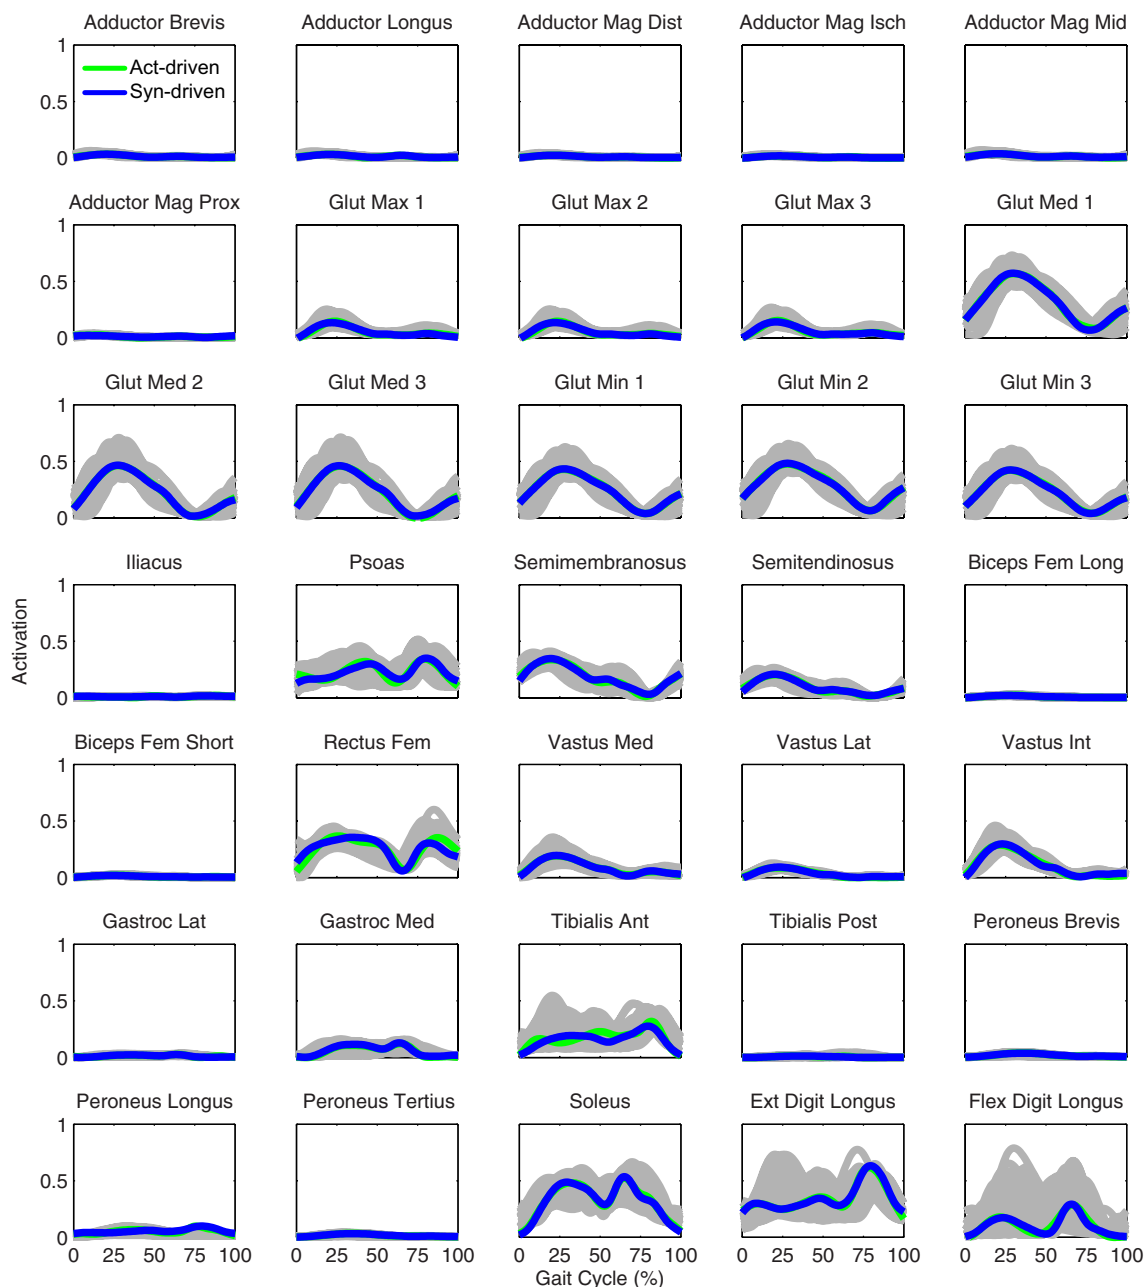 Adductor Brevis Adductor Longus Adductor Mag Dist Adductor Mag Isch Adductor Mag Mid
1
Act-driven
0.5
Syn-driven
0
Adductor Mag Prox Glut Max 1 Glut Max 2 Glut Max 3 Glut Med 1
1
0.5
0
Glut Med 2 Glut Med 3 Glut Min 1 Glut Min 2 Glut Min 3
1
0.5
0
Iliacus Psoas Semimembranosus Semitendinosus Biceps Fem Long
1
0.5
0
Activation
Biceps Fem Short Rectus Fem Vastus Med Vastus Lat Vastus Int
1
0.5
0
Gastroc Lat Gastroc Med Tibialis Ant Tibialis Post Peroneus Brevis
1
0.5
0
Peroneus Longus Peroneus Tertius Soleus Ext Digit Longus Flex Digit Longus
1
0.5
0
0 25 50 75 100 0 25 50 75 100 0 25 50 75 100 0 25 50 75 100 0 25 50 75 100
Gait Cycle (%)